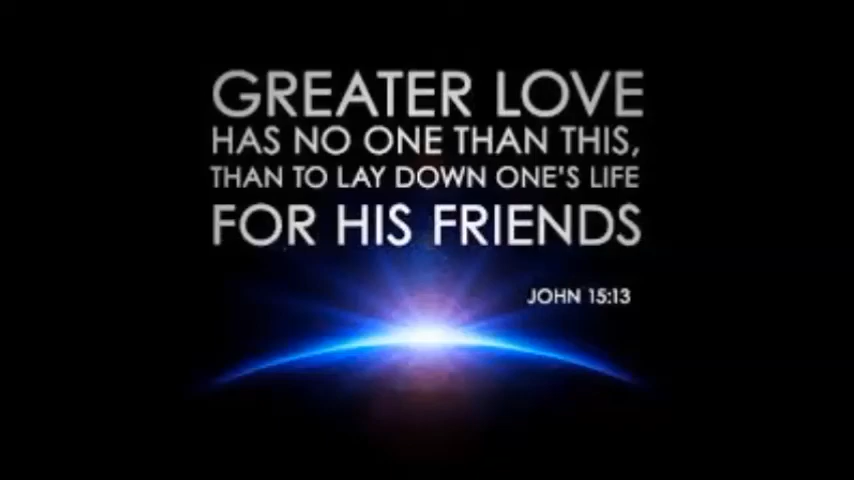 GREATER LOVE
HAS NO ONE THAN THIS,
THAN TO LAY DOWN ONE'S LIFE
FOR HIS FRIENDS
JOHN 15:13